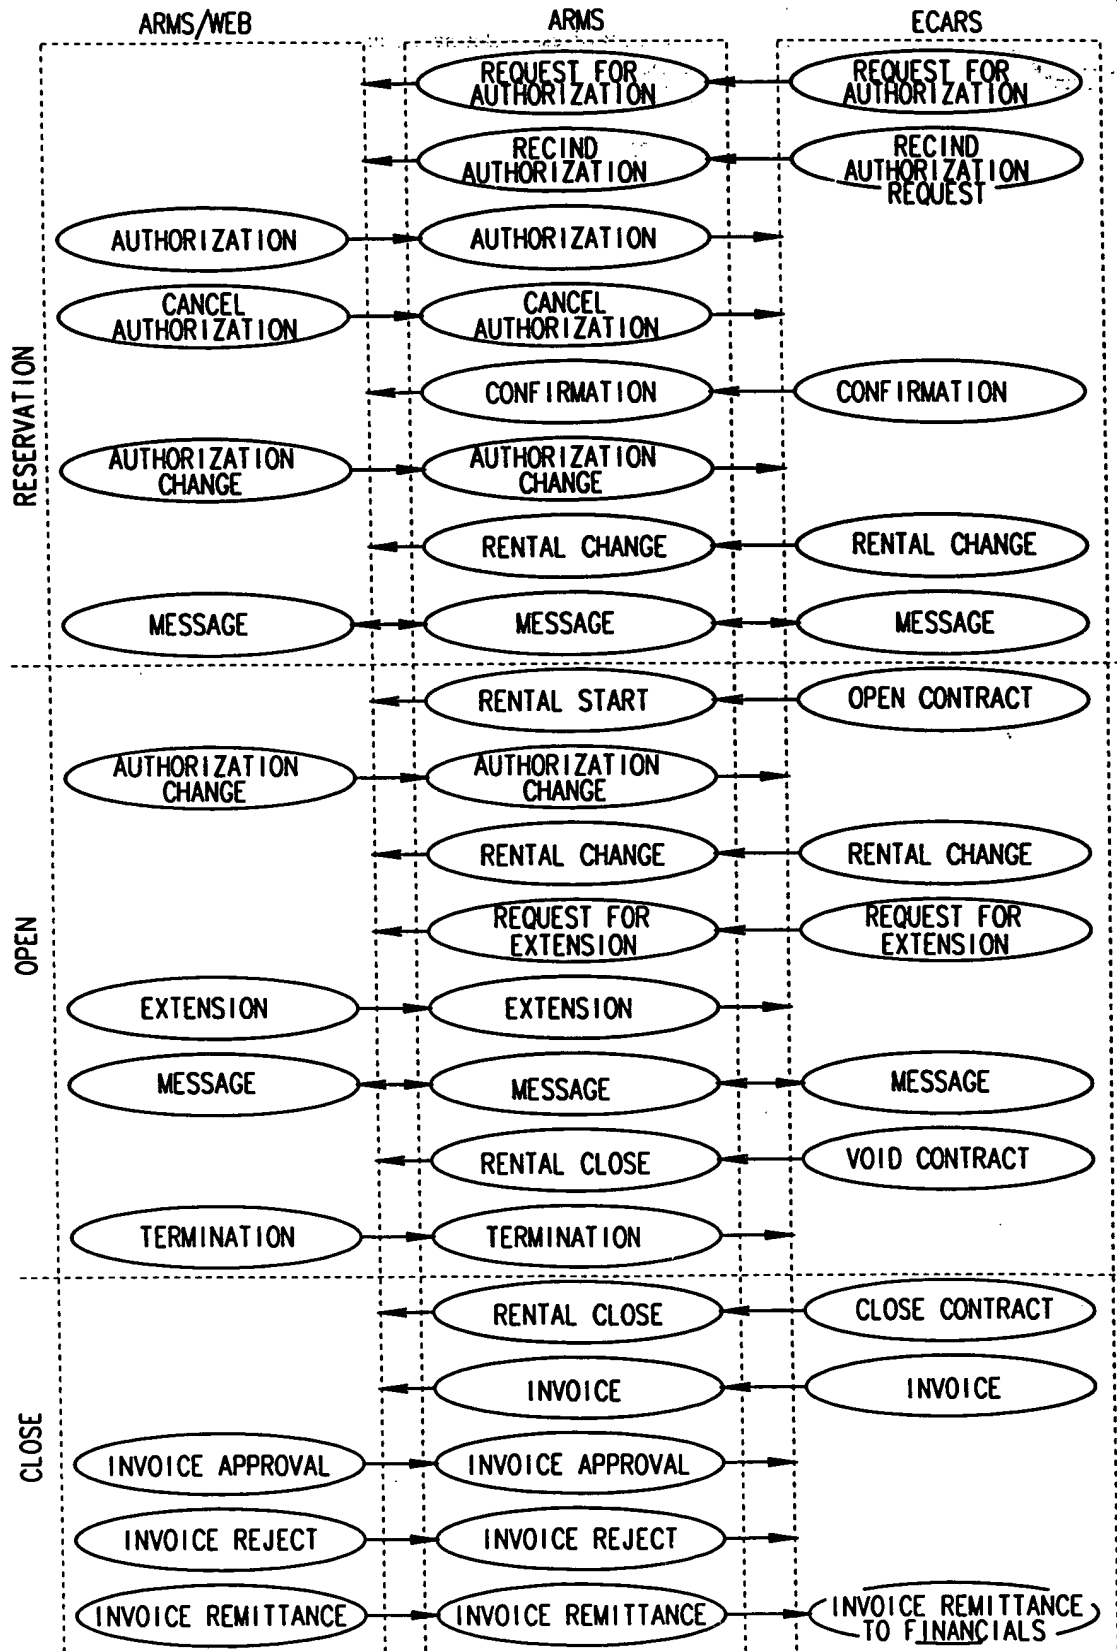 ARMS/WEB
ARMS
ECARS
RESERVATION
REQUEST FOR
AUTHORIZATION
REQUEST FOR
AUTHORIZATION
RECIND
AUTHORIZATION
RECIND
AUTHORIZATION
REQUEST
AUTHORIZATION
AUTHORIZATION
CANCEL
AUTHORIZATION
CANCEL
AUTHORIZATION
CONFIRMATION
CONFIRMATION
AUTHORIZATION
CHANGE
AUTHORIZATION
CHANGE
RENTAL CHANGE
RENTAL CHANGE
MESSAGE
MESSAGE
MESSAGE
OPEN
RENTAL START
OPEN CONTRACT
AUTHORIZATION
CHANGE
AUTHORIZATION
CHANGE
RENTAL CHANGE
RENTAL CHANGE
REQUEST FOR
EXTENSION
REQUEST FOR
EXTENSION
EXTENSION
EXTENSION
MESSAGE
MESSAGE
MESSAGE
RENTAL CLOSE
VOID CONTRACT
TERMINATION
TERMINATION
CLOSE
RENTAL CLOSE
CLOSE CONTRACT
INVOICE
INVOICE
INVOICE APPROVAL
INVOICE APPROVAL
INVOICE REJECT
INVOICE REJECT
INVOICE REMITTANCE
INVOICE REMITTANCE
INVOICE REMITTANCE
TO FINANCIALS